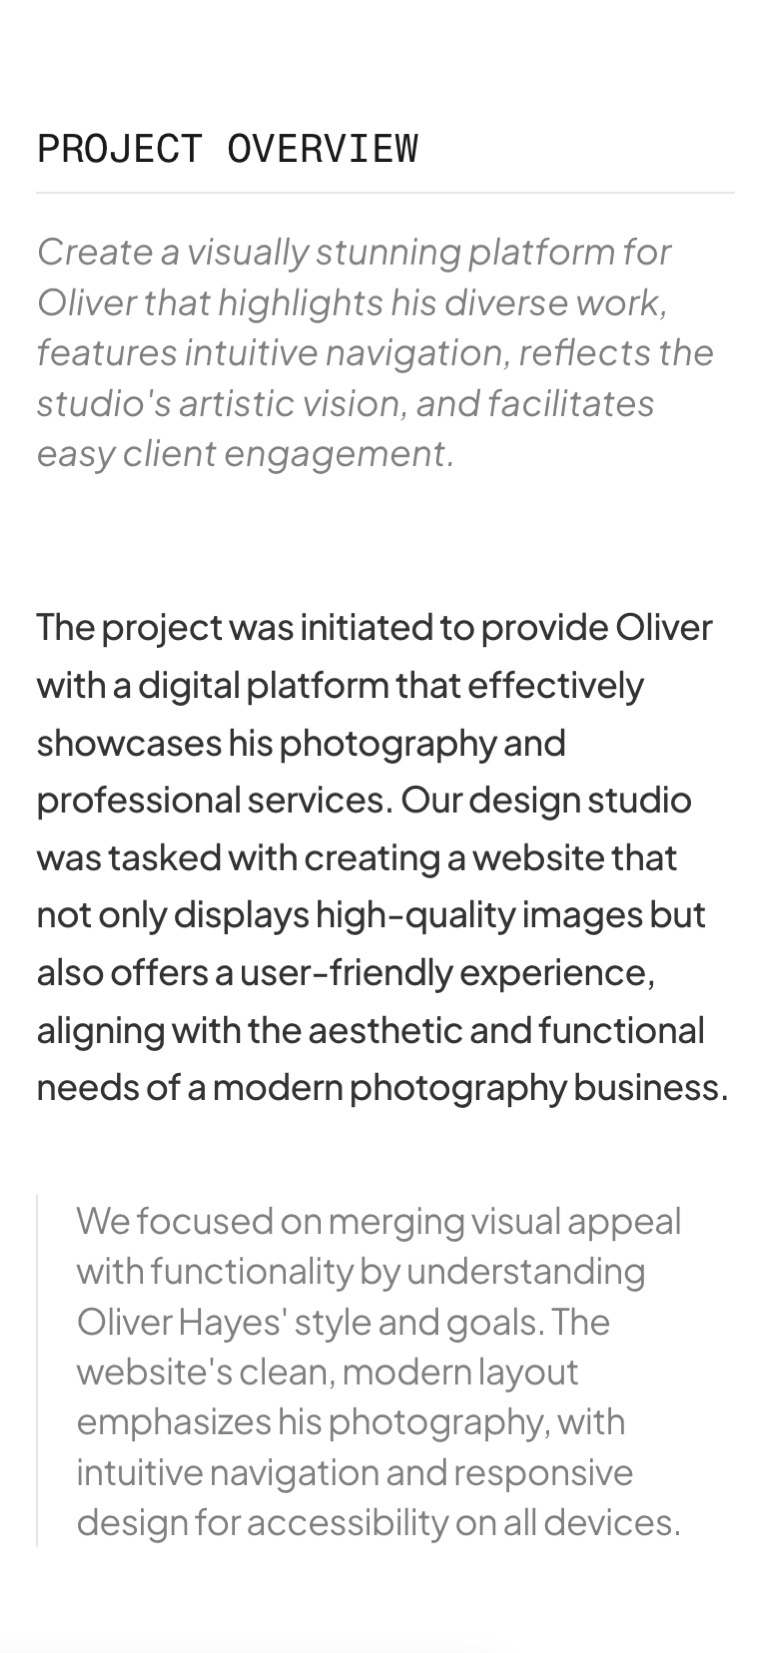 PROJECT OVERVIEW
Create a visually stunning platform for
Oliver that highlights his diverse work,
features intuitive navigation, reflects the
studio's artistic vision, and facilitates
easy client engagement.
The project was initiated to provide Oliver
with a digital platform that effectively
showcases his photography and
professional services. Our design studio
was tasked with creating a website that
not only displays high-quality images but
also offers a user-friendly experience,
aligning with the aesthetic and functional
needs of a modern photography business.
We focused on merging visual appeal
with functionality by understanding
Oliver Hayes' style and goals. The
website's clean, modern layout
emphasizes his photography, with
intuitive navigation and responsive
design for accessibility on all devices.